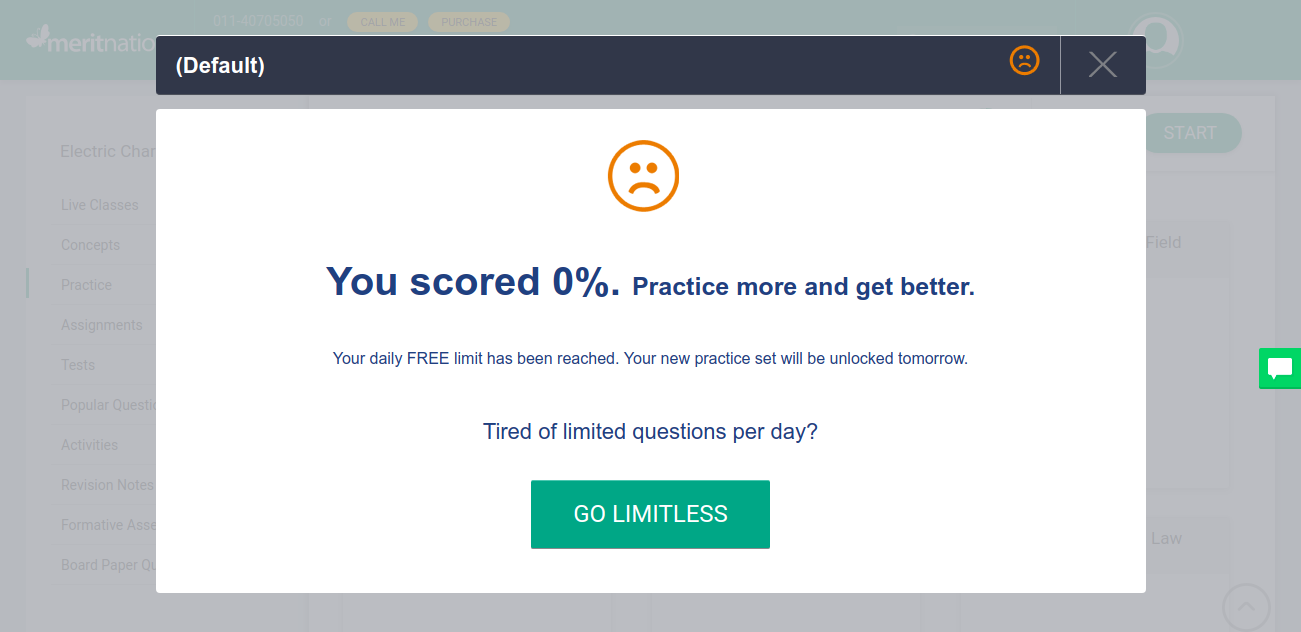 011-40705050 or CALL ME PURCHASE
meritnatio
(Default)
START
Electric Char
You scored 0%. Practice more and get better.
Your daily FREE limit has been reached. Your new practice set will be unlocked tomorrow.
Tired of limited questions per day?
GO LIMITLESS
Live Classes
Concepts
Practice
Assignments
Tests
Popular Questio
Activities
Revision Notes
Formative Asse
Board Paper Qu
Field
Law